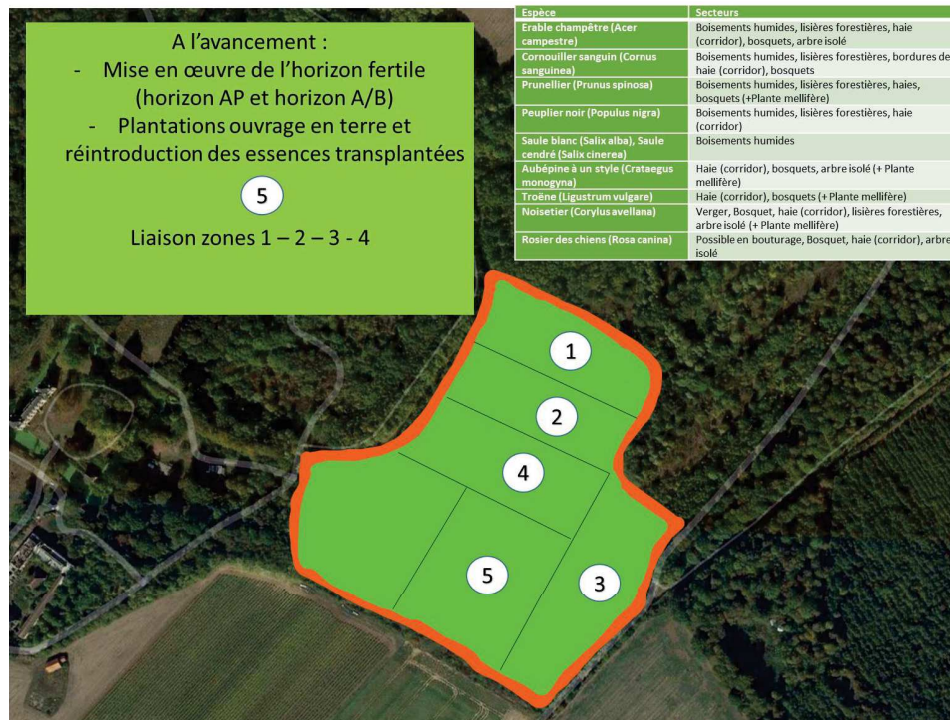 A l'avancement :
- Mise en œuvre de l'horizon fertile
(horizon AP et horizon A/B)
- Plantations ouvrage en terre et
réintroduction des essences transplantées
5
Liaison zones 1 – 2 – 3 - 4
Espèce Secteurs
Erable champêtre (Acer
campestre)
Boisements humides, lisières forestières, haie
(corridor), bosquets, arbre isolé
Cornouiller sanguin (Cornus
sanguinea)
Boisements humides, lisières forestières, bordures de
haie (corridor), bosquets
Prunellier (Prunus spinosa)
Boisements humides, lisières forestières, haies,
bosquets (+Plante mellifère)
Peuplier noir (Populus nigra)
Boisements humides, lisières forestières, haie
(corridor)
Saule blanc (Salix alba), Saule
cendré (Salix cinerea)
Boisements humides
Aubépine à un style (Crataegus
monogyna)
Haie (corridor), bosquets, arbre isolé (+ Plante
mellifère)
Troëne (Ligustrum vulgare)
Haie (corridor), bosquets (+ Plante mellifère)
Noisetier (Corylus avellana)
Verger, Bosquet, haie (corridor), lisières forestières,
arbre isolé (+ Plante mellifère)
Rosier des chiens (Rosa canina)
Possible en bouturage, Bosquet, haie (corridor), arbre
isolé
1
2
4
5
3